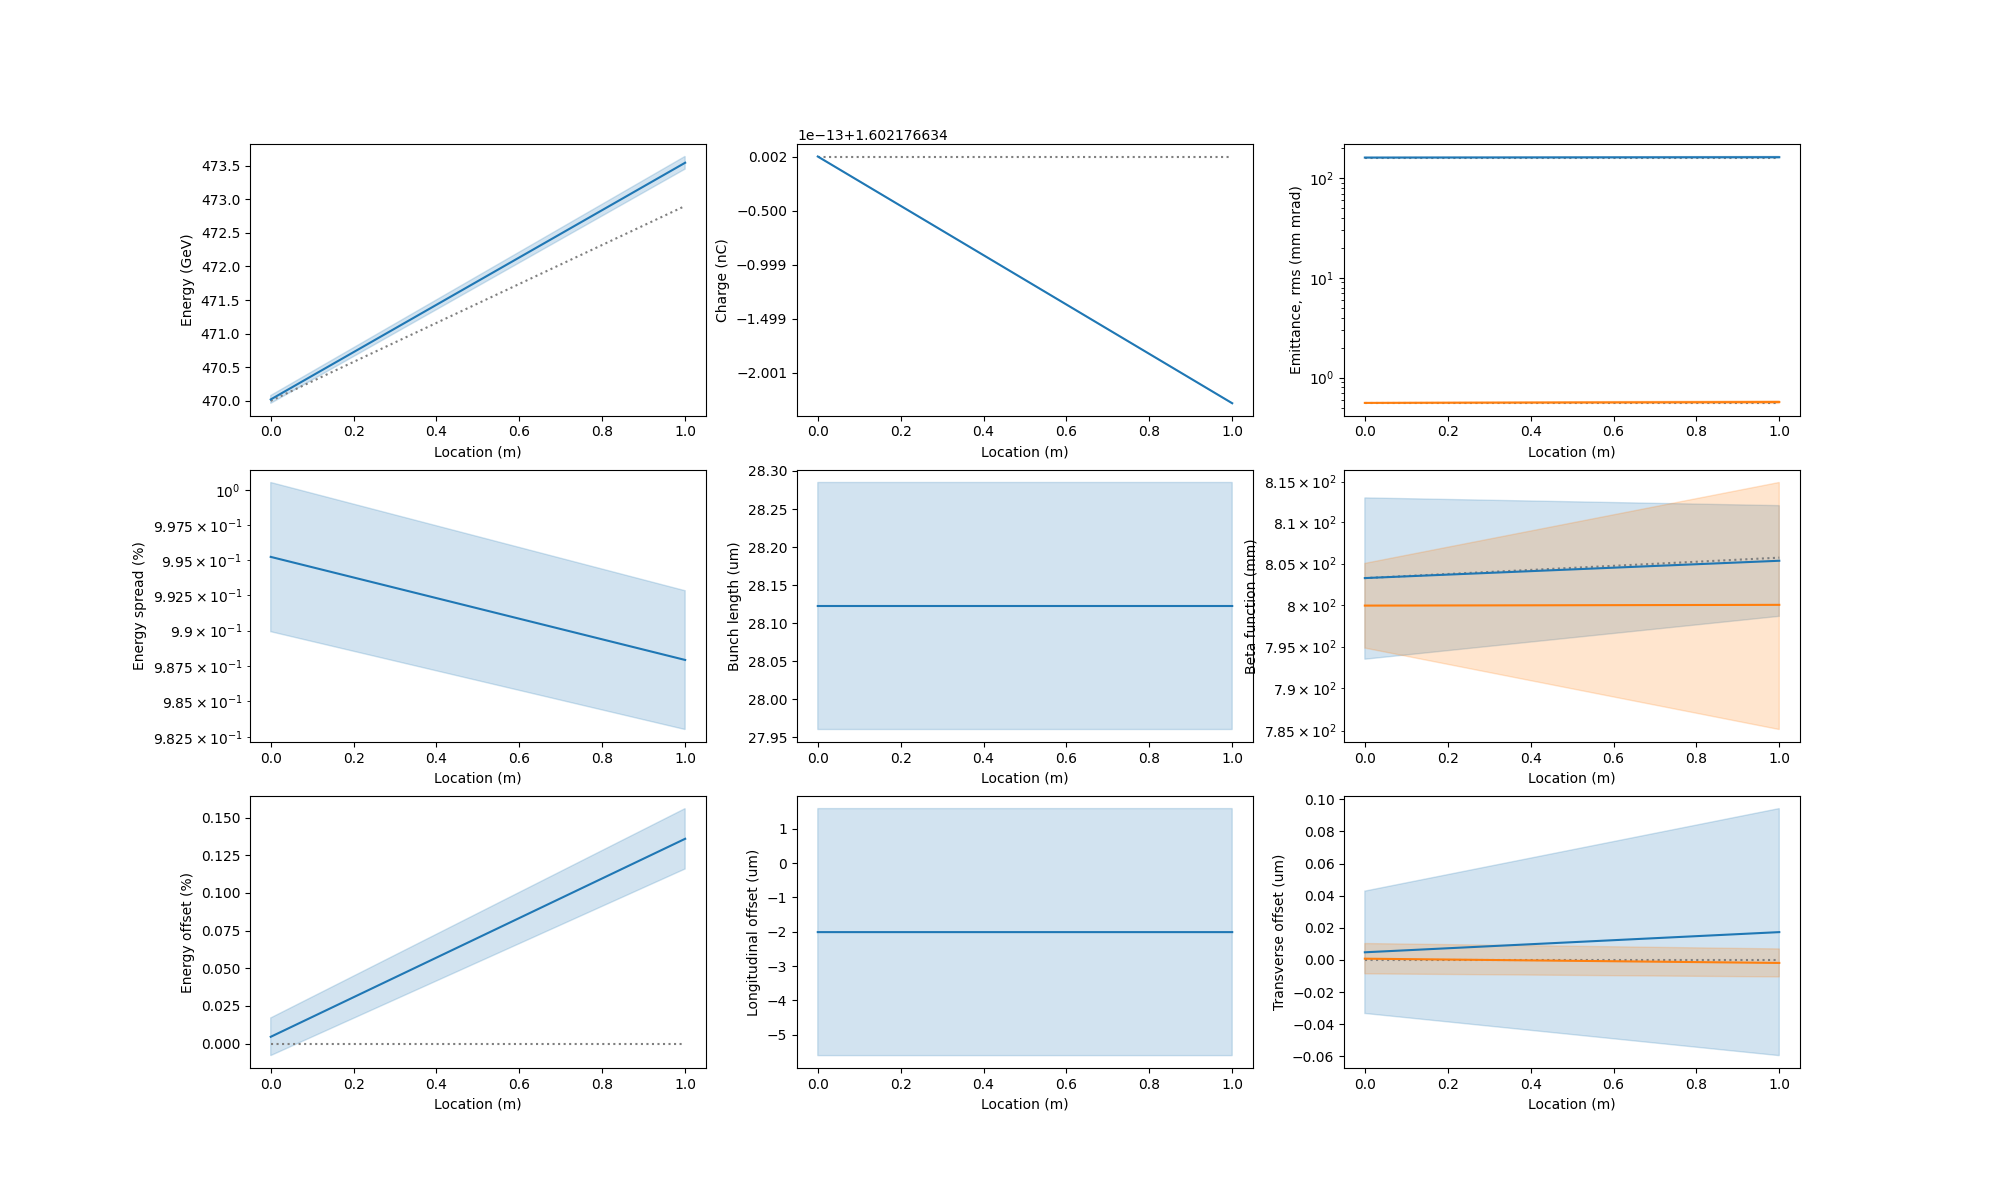 1e−13+1.602176634
473.5
473.0
472.5
472.0
471.5
471.0
470.5
470.0
Energy (GeV)
0.0 0.2 0.4 0.6 0.8 1.0
Location (m)
0.002
−0.500
−0.999
−1.499
−2.001
Charge (nC)
0.0 0.2 0.4 0.6 0.8 1.0
Location (m)
10²
10¹
10⁰
Emittance, rms (mm mrad)
0.0 0.2 0.4 0.6 0.8 1.0
Location (m)
10⁰
9.975 × 10⁻¹
9.95 × 10⁻¹
9.925 × 10⁻¹
9.9 × 10⁻¹
9.875 × 10⁻¹
9.85 × 10⁻¹
9.825 × 10⁻¹
Energy spread (%)
0.0 0.2 0.4 0.6 0.8 1.0
Location (m)
28.30
28.25
28.20
28.15
28.10
28.05
28.00
27.95
Bunch length (um)
0.0 0.2 0.4 0.6 0.8 1.0
Location (m)
8.15 × 10²
8.1 × 10²
8.05 × 10²
8 × 10²
7.95 × 10²
7.9 × 10²
7.85 × 10²
Beta function (mm)
0.0 0.2 0.4 0.6 0.8 1.0
Location (m)
0.150
0.125
0.100
0.075
0.050
0.025
0.000
Energy offset (%)
0.0 0.2 0.4 0.6 0.8 1.0
Location (m)
1
0
−1
−2
−3
−4
−5
Longitudinal offset (um)
0.0 0.2 0.4 0.6 0.8 1.0
Location (m)
0.10
0.08
0.06
0.04
0.02
0.00
−0.02
−0.04
−0.06
Transverse offset (um)
0.0 0.2 0.4 0.6 0.8 1.0
Location (m)